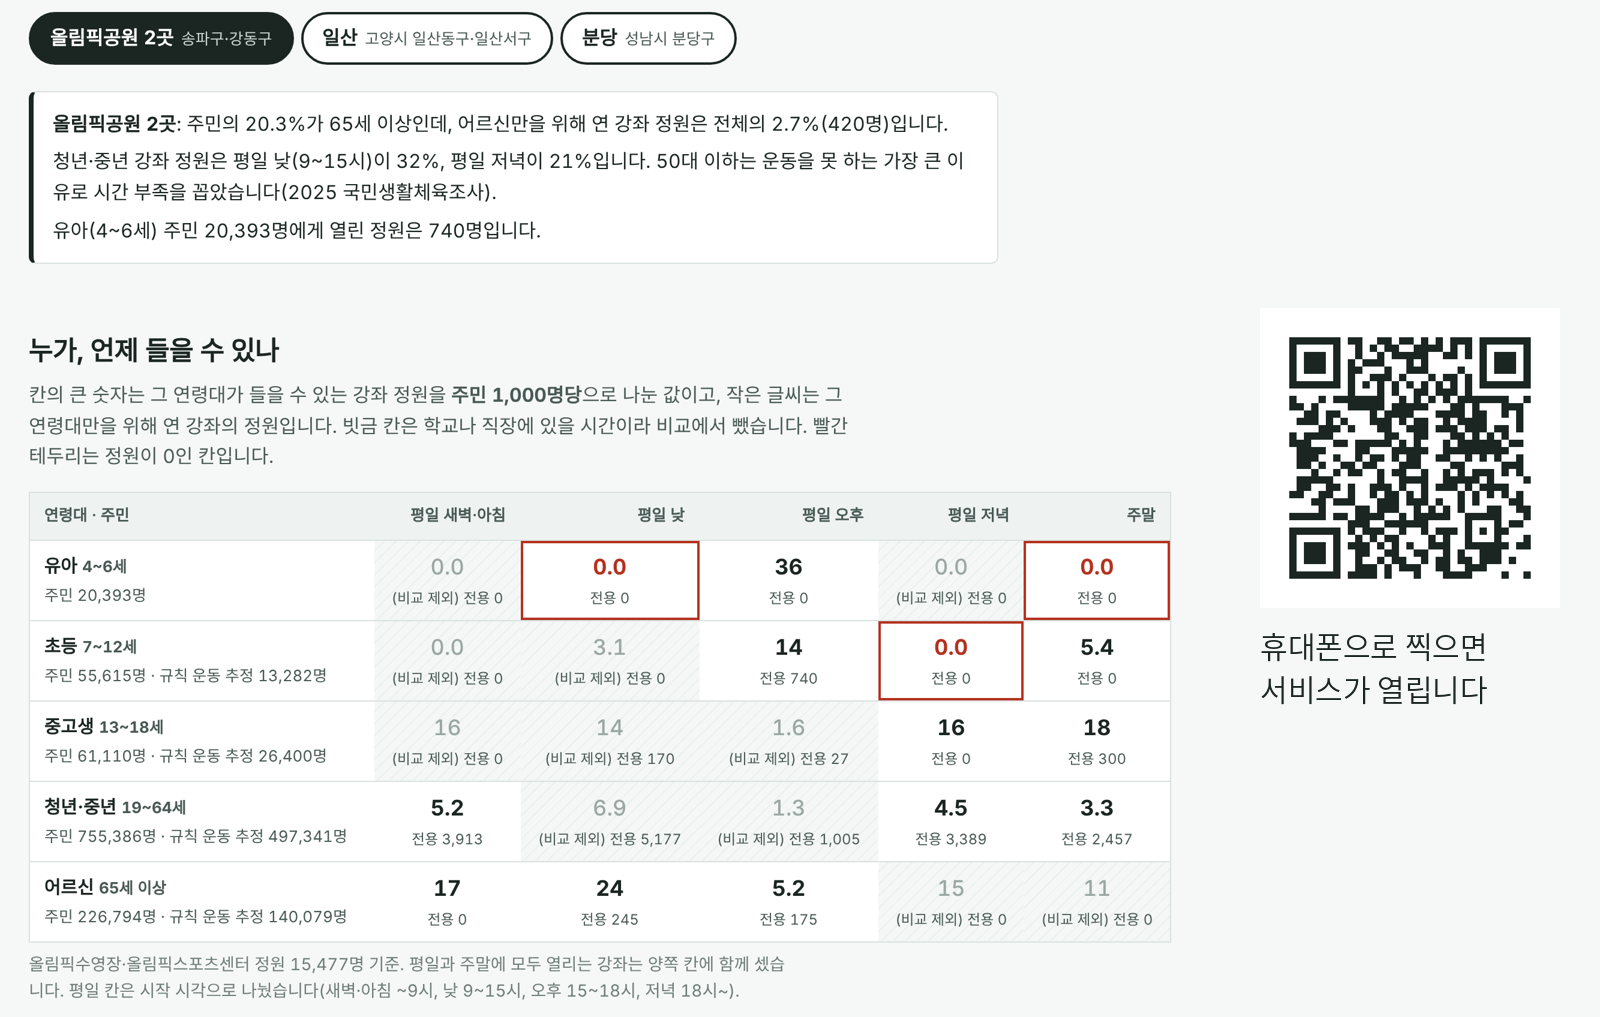 올림픽공원 2곳 송파구·강동구
일산 고양시 일산동구·일산서구
분당 성남시 분당구
올림픽공원 2곳: 주민의 20.3%가 65세 이상인데, 어르신만을 위해 연 강좌 정원은 전체의 2.7%(420명)입니다.
청년·중년 강좌 정원은 평일 낮(9~15시)이 32%, 평일 저녁이 21%입니다. 50대 이하는 운동을 못 하는 가장 큰 이
유로 시간 부족을 꼽았습니다(2025 국민생활체육조사).
유아(4~6세) 주민 20,393명에게 열린 정원은 740명입니다.
누가, 언제 들을 수 있나
칸의 큰 숫자는 그 연령대가 들을 수 있는 강좌 정원을 주민 1,000명당으로 나눈 값이고, 작은 글씨는 그
연령대만을 위해 연 강좌의 정원입니다. 빗금 칸은 학교나 직장에 있을 시간이라 비교에서 뺐습니다. 빨간
테두리는 정원이 0인 칸입니다.
연령대 · 주민 평일 새벽·아침 평일 낮 평일 오후 평일 저녁 주말
유아 4~6세 0.0 0.0 36 0.0 0.0
주민 20,393명 (비교 제외) 전용 0 전용 0 전용 0 (비교 제외) 전용 0 전용 0
초등 7~12세 0.0 3.1 14 0.0 5.4
주민 55,615명 · 규칙 운동 추정 13,282명 (비교 제외) 전용 0 (비교 제외) 전용 0 전용 740 전용 0 전용 0
중고생 13~18세 16 14 1.6 16 18
주민 61,110명 · 규칙 운동 추정 26,400명 (비교 제외) 전용 0 (비교 제외) 전용 170 (비교 제외) 전용 27 전용 0 전용 300
청년·중년 19~64세 5.2 6.9 1.3 4.5 3.3
주민 755,386명 · 규칙 운동 추정 497,341명 전용 3,913 (비교 제외) 전용 5,177 (비교 제외) 전용 1,005 전용 3,389 전용 2,457
어르신 65세 이상 17 24 5.2 15 11
주민 226,794명 · 규칙 운동 추정 140,079명 전용 0 전용 245 전용 175 (비교 제외) 전용 0 (비교 제외) 전용 0
올림픽수영장·올림픽스포츠센터 정원 15,477명 기준. 평일과 주말에 모두 열리는 강좌는 양쪽 칸에 함께 셌습
니다. 평일 칸은 시작 시각으로 나눴습니다(새벽·아침 ~9시, 낮 9~15시, 오후 15~18시, 저녁 18시~).
휴대폰으로 찍으면
서비스가 열립니다